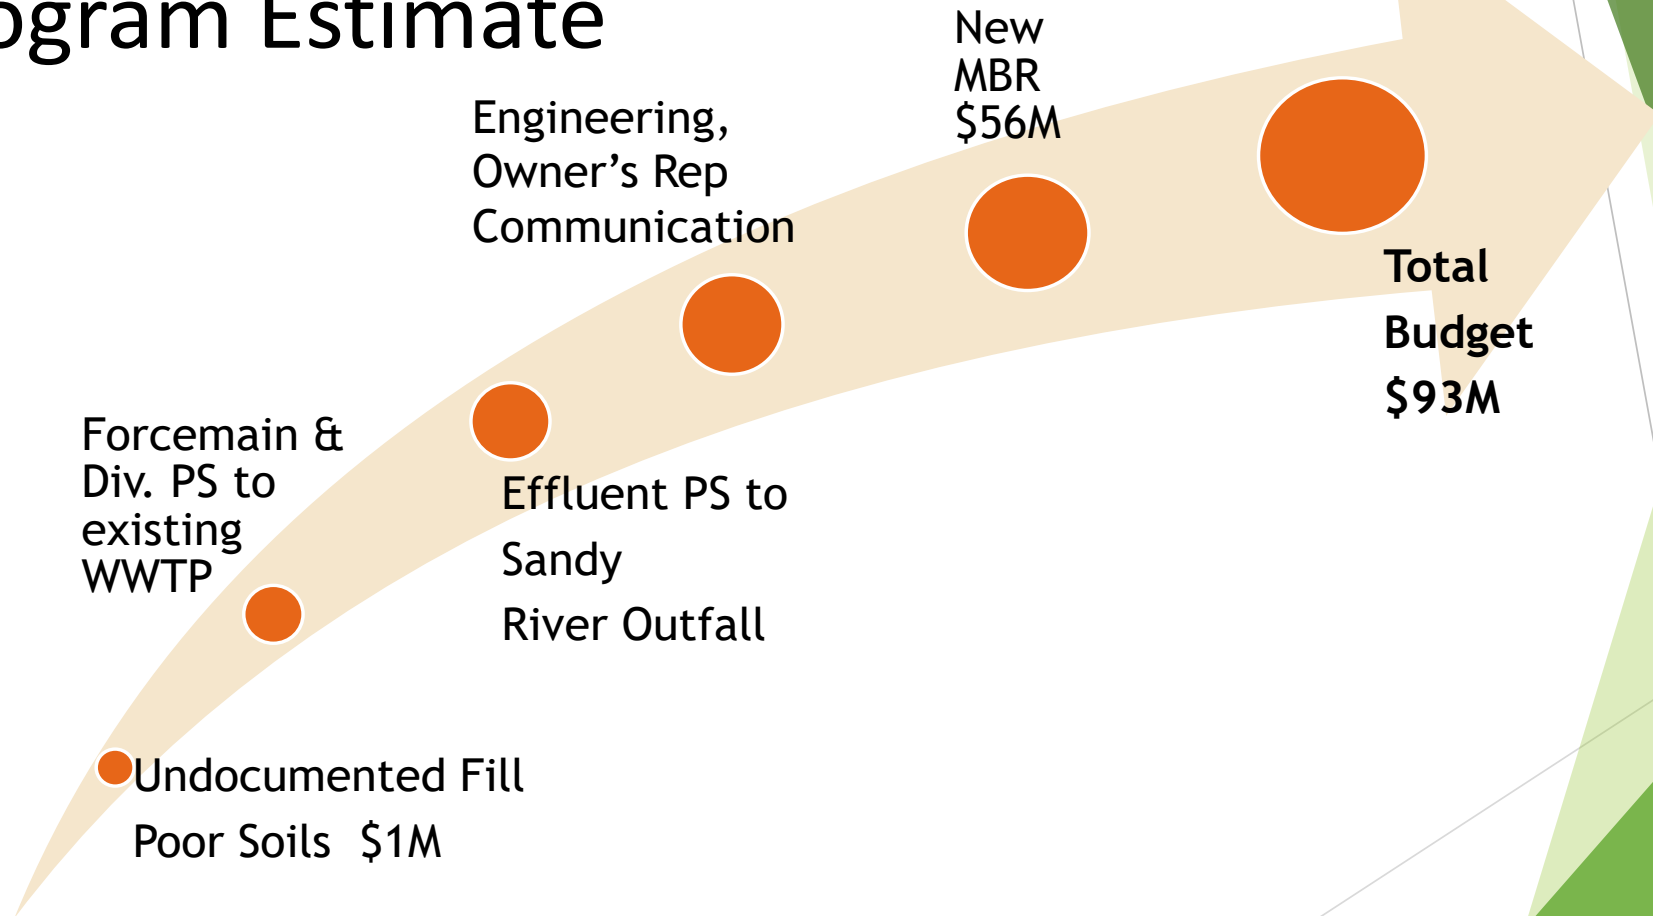 ogram Estimate
New
MBR
$56M
Engineering,
Owner’s Rep
Communication
Total
Budget
$93M
Forcemain &
Div. PS to
existing
WWTP
Effluent PS to
Sandy
River Outfall
Undocumented Fill
Poor Soils $1M